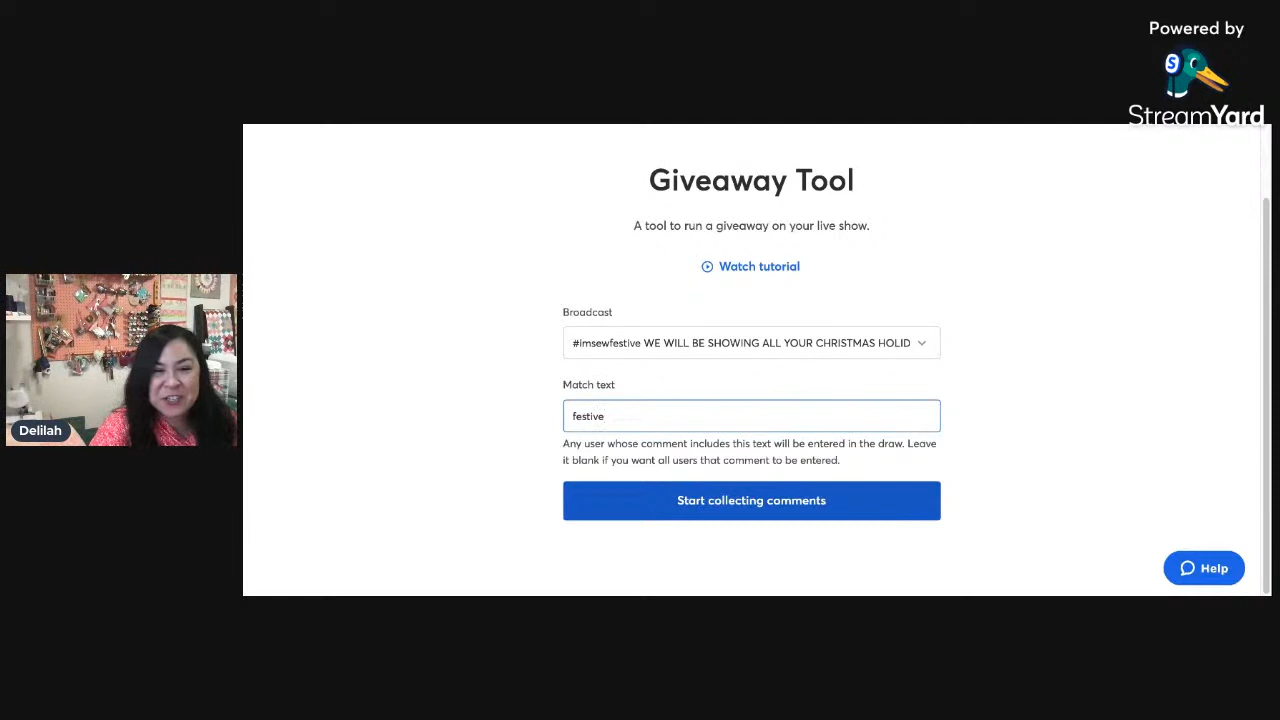 Powered by
S
StreamYard
Giveaway Tool
A tool to run a giveaway on your live show.
Watch tutorial
Broadcast
#imsewfestive WE WILL BE SHOWING ALL YOUR CHRISTMAS HOLID
Match text
festive
Any user whose comment includes this text will be entered in the draw. Leave
it blank if you want all users that comment to be entered.
Start collecting comments
Help
Delilah